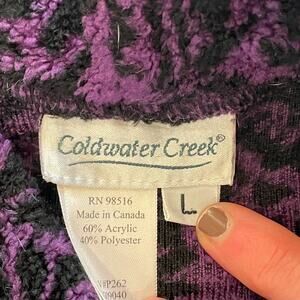 Coldwater Creek®
L
RN 98516
Made in Canada
60% Acrylic
40% Polyester